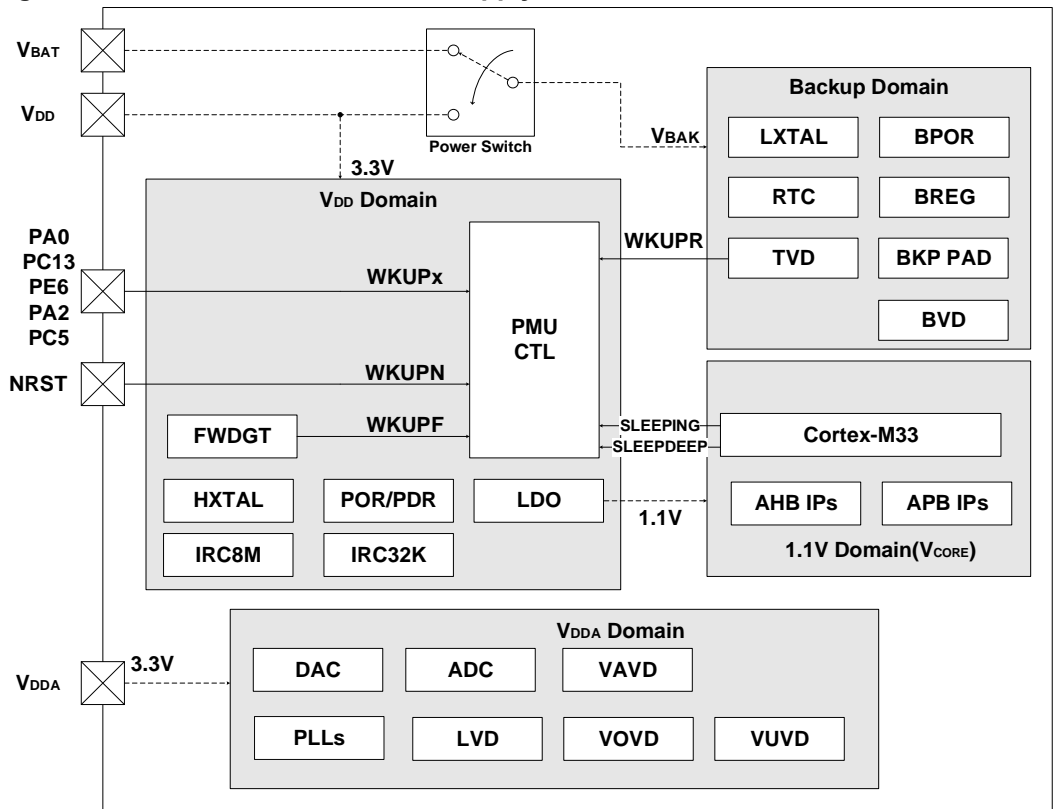 VBAT
VDD
Power Switch
3.3V
VBAK
Backup Domain
LXTAL
BPOR
RTC
BREG
WKUPR
TVD
BKP PAD
BVD
VDD Domain
PA0
PC13
PE6
PA2
PC5
WKUPx
PMU
CTL
NRST
WKUPN
FWDGT
WKUPF
SLEEPING
SLEEPDEEP
Cortex-M33
HXTAL
POR/PDR
LDO
1.1V
AHB IPs
APB IPs
IRC8M
IRC32K
1.1V Domain(VCORE)
VDDA Domain
VDDA
3.3V
DAC
ADC
VAVD
PLLs
LVD
VOVD
VUVD